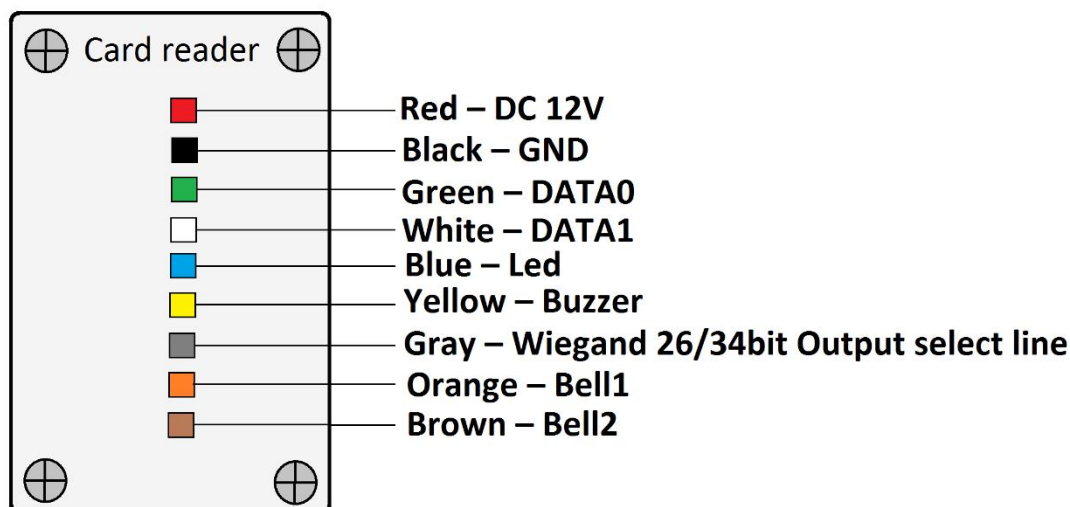 Card reader
Red – DC 12V
Black – GND
Green – DATA0
White – DATA1
Blue – Led
Yellow – Buzzer
Gray – Wiegand 26/34bit Output select line
Orange – Bell1
Brown – Bell2